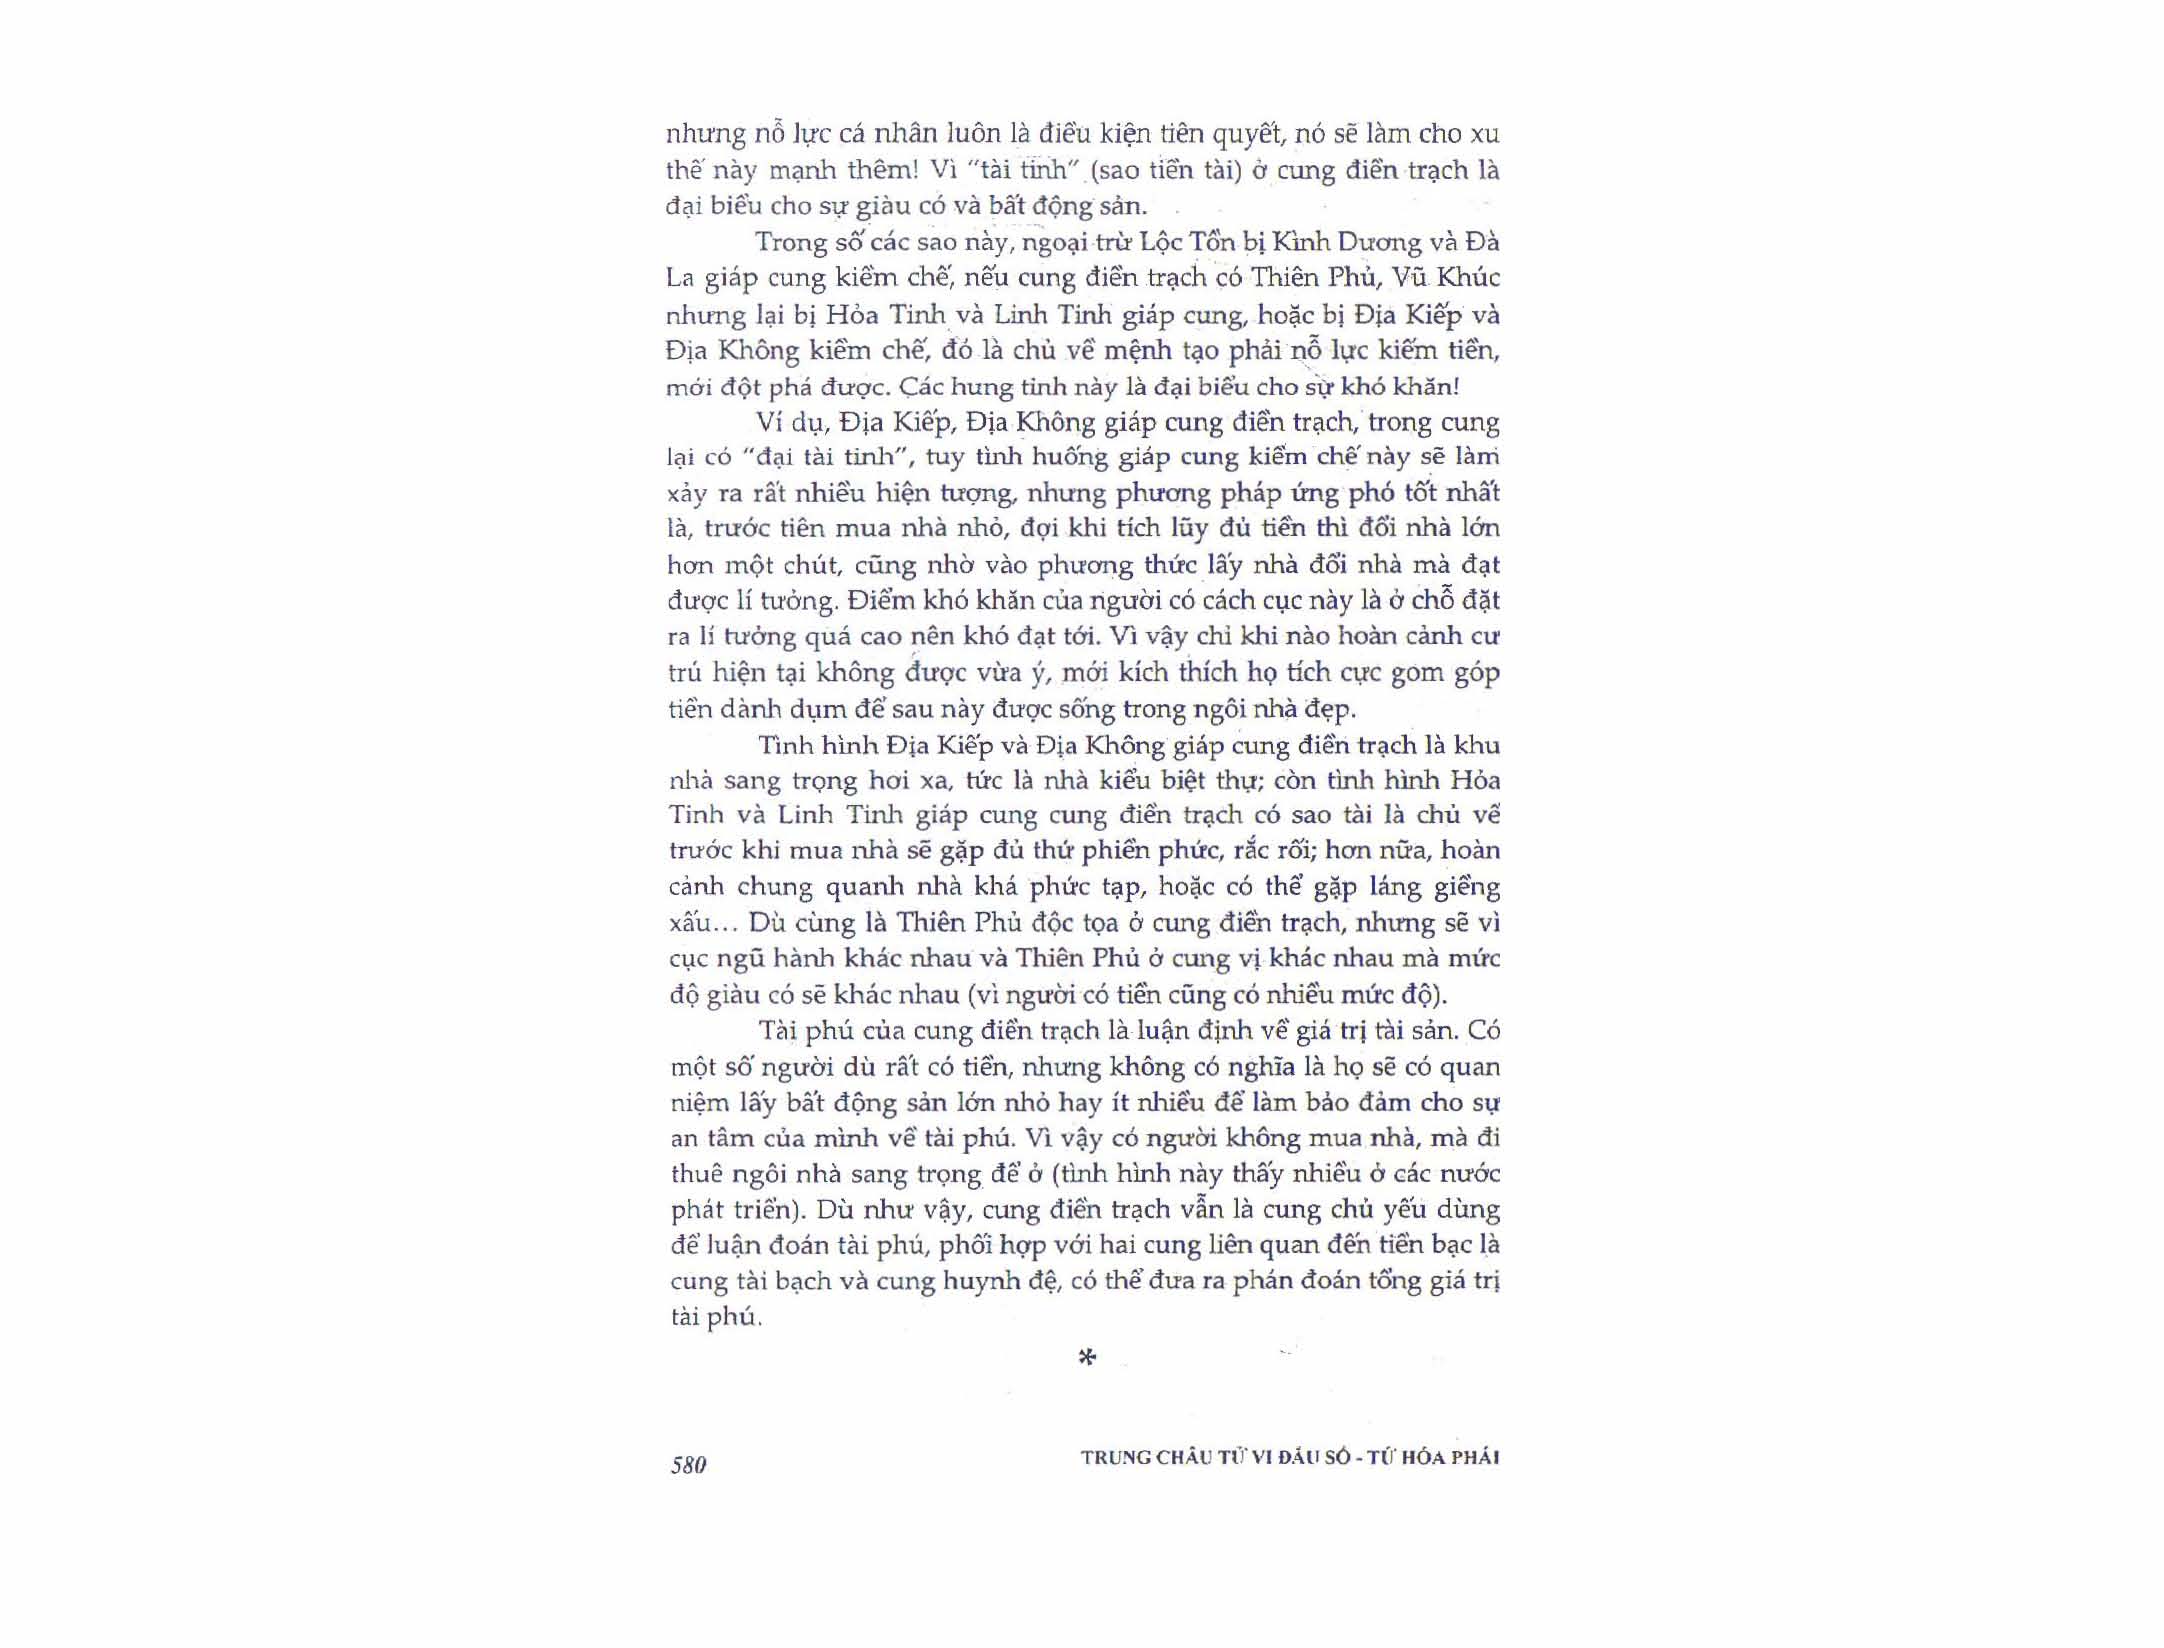 nhưng nỗ lực cá nhân luôn là điều kiện tiên quyết, nó sẽ làm cho xu
thế này mạnh thêm! Vì "tài tinh" (sao tiền tài) ở cung điền trạch là
đại biểu cho sự giàu có và bất động sản.
Trong số các sao này, ngoại trừ Lộc Tồn bị Kình Dương và Đà
La giáp cung kiềm chế, nếu cung điền trạch có Thiên Phủ, Vũ Khúc
nhưng lại bị Hỏa Tinh và Linh Tinh giáp cung, hoặc bị Địa Kiếp và
Địa Không kiềm chế, đó là chủ về mệnh tạo phải nỗ lực kiếm tiền,
mới đột phá được. Các hung tinh này là đại biểu cho sự khó khăn!
Ví dụ, Địa Kiếp, Địa Không giáp cung điền trạch, trong cung
lại có "đại tài tinh", tuy tình huống giáp cung kiềm chế này sẽ làm
xảy ra rất nhiều hiện tượng, nhưng phương pháp ứng phó tốt nhất
là, trước tiên mua nhà nhỏ, đợi khi tích lũy đủ tiền thì đổi nhà lớn
hơn một chút, cũng nhờ vào phương thức lấy nhà đổi nhà mà đạt
được lí tưởng. Điểm khó khăn của người có cách cục này là ở chỗ đặt
ra lí tưởng quá cao nên khó đạt tới. Vì vậy chỉ khi nào hoàn cảnh cư
trú hiện tại không được vừa ý, mới kích thích họ tích cực gom góp
tiền dành dụm để sau này được sống trong ngôi nhà đẹp.
Tình hình Địa Kiếp và Địa Không giáp cung điền trạch là khu
nhà sang trọng hơi xa, tức là nhà kiểu biệt thự; còn tình hình Hỏa
Tinh và Linh Tinh giáp cung cung điền trạch có sao tài là chủ về
trước khi mua nhà sẽ gặp đủ thứ phiền phức, rắc rối; hơn nữa, hoàn
cảnh chung quanh nhà khá phức tạp, hoặc có thể gặp láng giềng
xấu... Dù cùng là Thiên Phủ độc tọa ở cung điền trạch, nhưng sẽ vì
cục ngũ hành khác nhau và Thiên Phủ ở cung vị khác nhau mà mức
độ giàu có sẽ khác nhau (vì người có tiền cũng có nhiều mức độ).
Tài phú của cung điền trạch là luận định về giá trị tài sản. Có
một số người dù rất có tiền, nhưng không có nghĩa là họ sẽ có quan
niệm lấy bất động sản lớn nhỏ hay ít nhiều để làm bảo đảm cho sự
an tâm của mình về tài phú. Vì vậy có người không mua nhà, mà đi
thuê ngôi nhà sang trọng để ở (tình hình này thấy nhiều ở các nước
phát triển). Dù như vậy, cung điền trạch vẫn là cung chủ yếu dùng
để luận đoán tài phú, phối hợp với hai cung liên quan đến tiền bạc là
cung tài bạch và cung huynh đệ, có thể đưa ra phán đoán tổng giá trị
tài phú.
*
580 TRUNG CHÂU TỬ VI ĐẨU SỐ - TỨ HÓA PHÁI